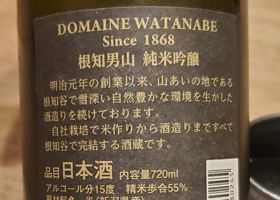 DOMAINE WATANABE
Since 1868
根知男山 純米吟醸
明治元年の創業以来、山あいの地である
根知谷で雪深い自然豊かな環境を生かした
酒造りを続けております。
自社栽培で米作りから酒造りまですべて
根知谷で完結する酒蔵です。
品目 日本酒 内容量720ml
アルコール分15度 精米歩合55%